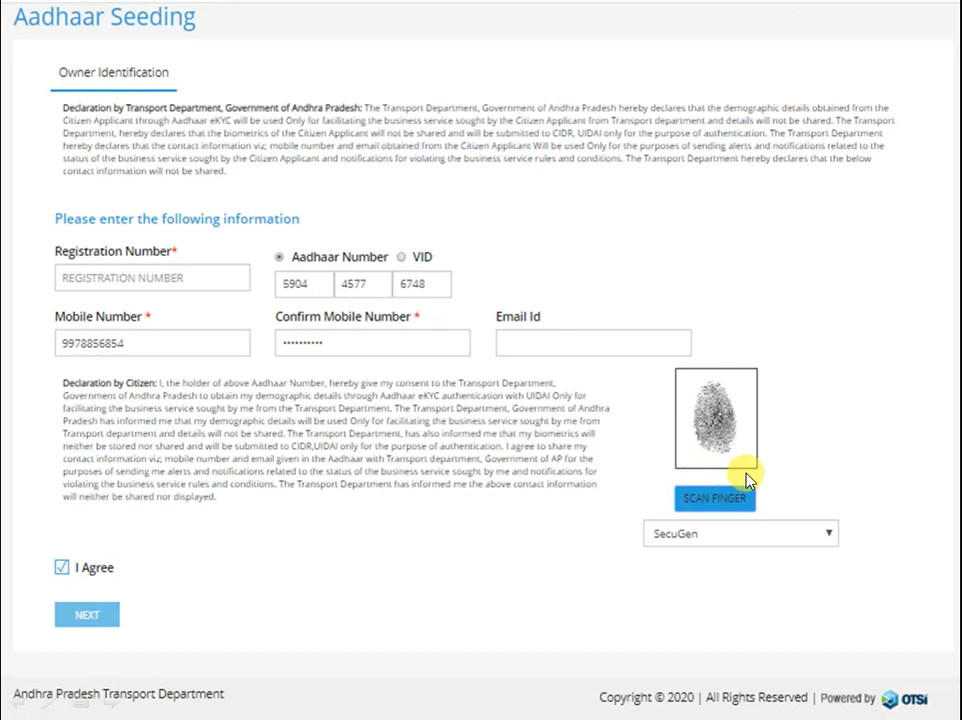 Aadhaar Seeding
Owner Identification
Declaration by Transport Department, Government of Andhra Pradesh: The Transport Department, Government of Andhra Pradesh hereby declares that the demographic details obtained from the
Citizen Applicant through Aadhaar eKYC will be used Only for facilitating the business service sought by the Citizen Applicant from Transport department and details will not be shared. The Transport
Department, hereby declares that the biometrics of the Citizen Applicant will not be shared and will be submitted to CIDR, UIDAI only for the purpose of authentication. The Transport Department
hereby declares that the contact information viz; mobile number and email obtained from the Citizen Applicant Will be used Only for the purposes of sending alerts and notifications related to the
status of the business service sought by the Citizen Applicant and notifications for violating the business service rules and conditions. The Transport Department hereby declares that the below
contact information will not be shared.
Please enter the following information
Registration Number* Aadhaar Number VID
REGISTRATION NUMBER 5904 4577 6748
Mobile Number * Confirm Mobile Number * Email Id
9978856854 ••••••••••
Declaration by Citizen: I, the holder of above Aadhaar Number, hereby give my consent to the Transport Department,
Government of Andhra Pradesh to obtain my demographic details through Aadhaar eKYC authentication with UIDAI Only for
facilitating the business service sought by me from the Transport Department. The Transport Department, Government of Andhra
Pradesh has informed me that my demographic details will be used Only for facilitating the business service sought by me from
Transport department and details will not be shared. The Transport Department, has also informed me that my biometrics will
neither be stored nor shared and will be submitted to CIDR,UIDAI only for the purpose of authentication. I agree to share my
contact information viz; mobile number and email given in the Aadhaar with Transport department, Government of AP for the
purposes of sending me alerts and notifications related to the status of the business service sought by me and notifications for
violating the business service rules and conditions. The Transport Department has informed me the above contact information
will neither be shared nor displayed.
SCAN FINGER
SecuGen
I Agree
NEXT
Andhra Pradesh Transport Department
Copyright © 2020 | All Rights Reserved | Powered by OTSi